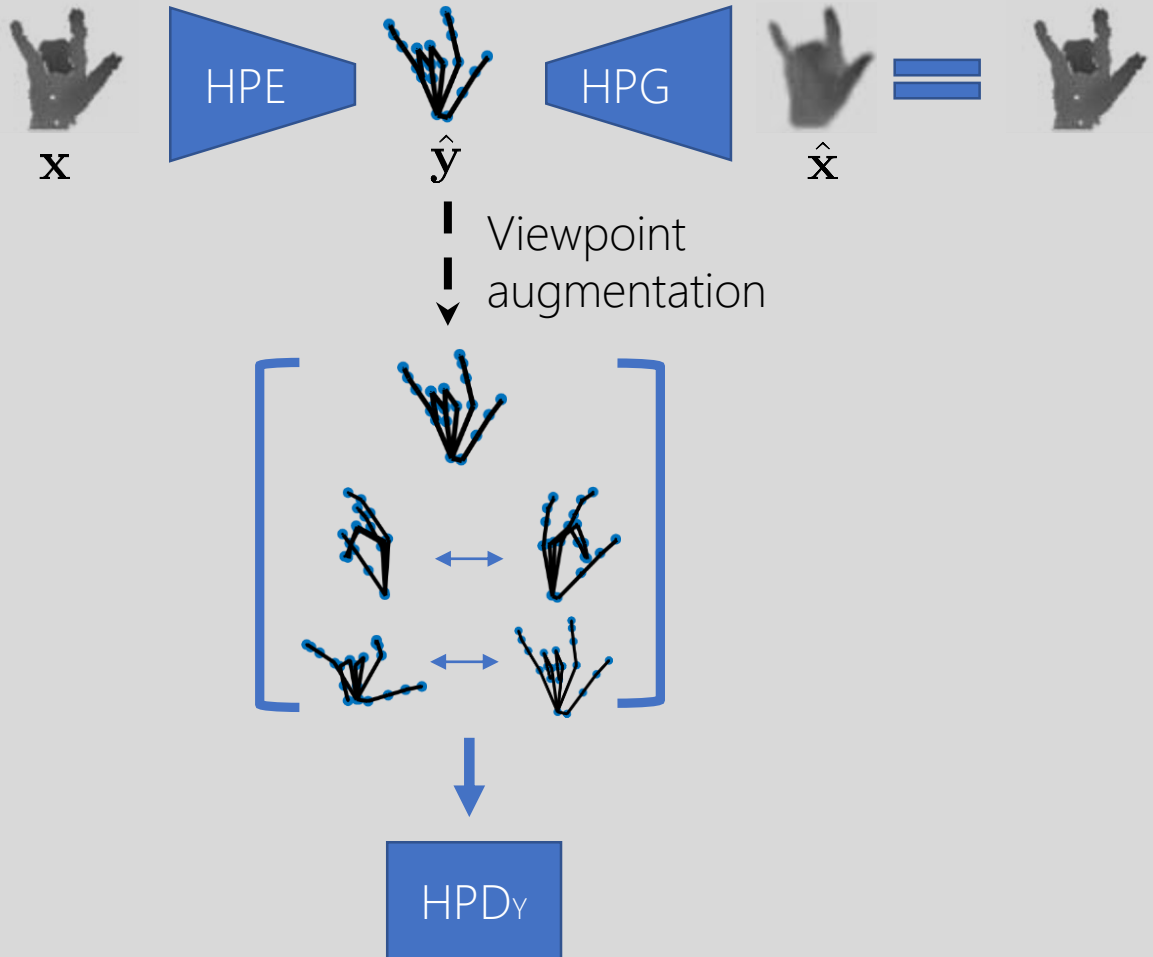 HPE
HPG
x
ŷ
x̂
Viewpoint
augmentation
HPDY